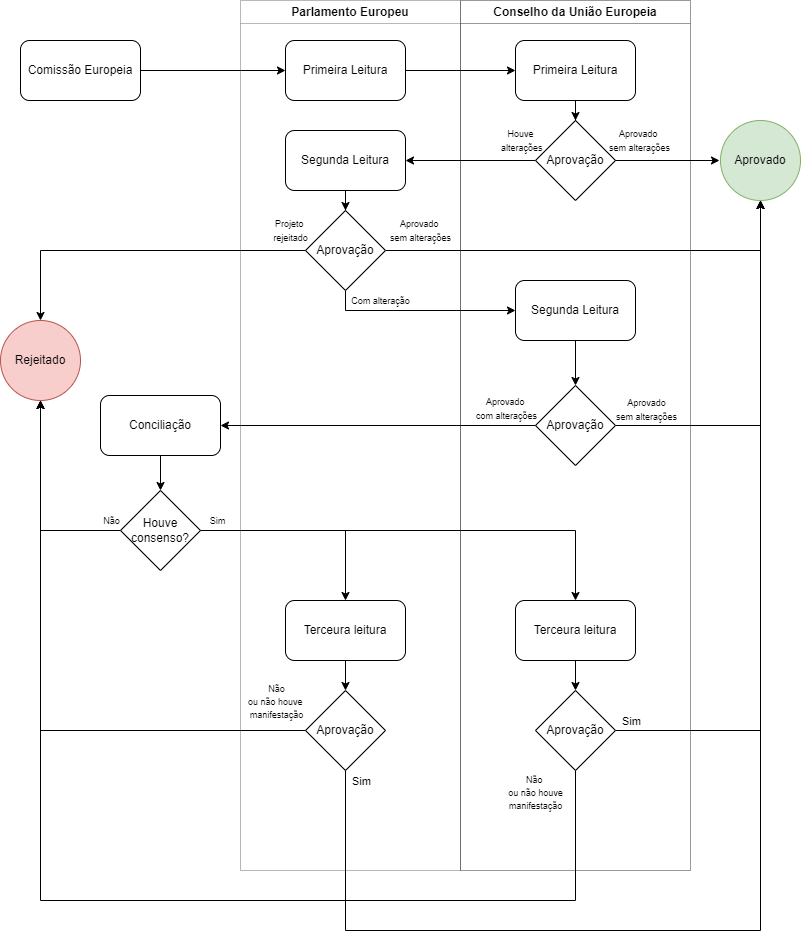 Parlamento Europeu
Conselho da União Europeia
Comissão Europeia
Primeira Leitura
Primeira Leitura
Houve
alterações
Aprovação
Aprovado
sem alterações
Aprovado
Segunda Leitura
Projeto
rejeitado
Aprovação
Aprovado
sem alterações
Com alteração
Segunda Leitura
Rejeitado
Aprovado
com alterações
Aprovação
Aprovado
sem alterações
Conciliação
Não
Houve
consenso?
Sim
Terceura leitura
Terceura leitura
Não
ou não houve
manifestação
Aprovação
Sim
Aprovação
Sim
Não
ou não houve
manifestação